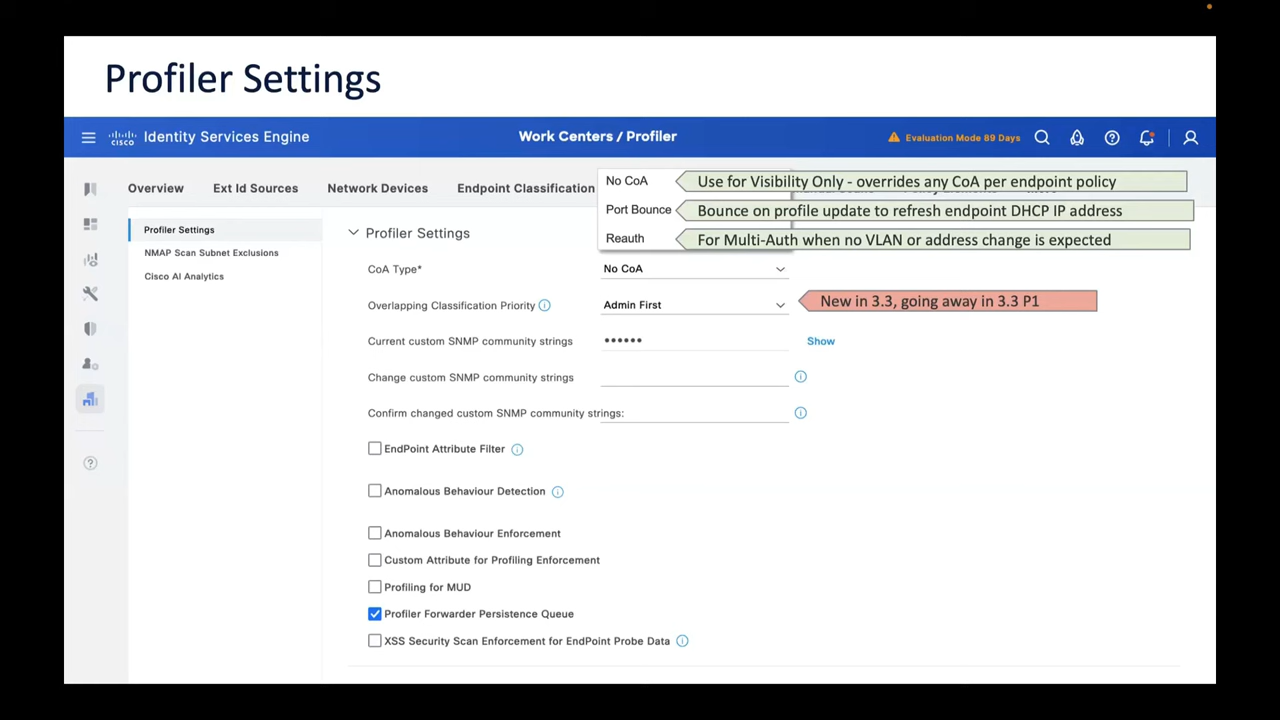 Profiler Settings
CISCO Identity Services Engine
Work Centers / Profiler
Evaluation Mode 89 Days
Overview Ext Id Sources Network Devices Endpoint Classification
No CoA Use for Visibility Only - overrides any CoA per endpoint policy
Port Bounce Bounce on profile update to refresh endpoint DHCP IP address
Reauth For Multi-Auth when no VLAN or address change is expected
Profiler Settings
NMAP Scan Subnet Exclusions
Cisco AI Analytics
Profiler Settings
CoA Type* No CoA
Overlapping Classification Priority Admin First New in 3.3, going away in 3.3 P1
Current custom SNMP community strings •••••• Show
Change custom SNMP community strings
Confirm changed custom SNMP community strings:
EndPoint Attribute Filter
Anomalous Behaviour Detection
Anomalous Behaviour Enforcement
Custom Attribute for Profiling Enforcement
Profiling for MUD
Profiler Forwarder Persistence Queue
XSS Security Scan Enforcement for EndPoint Probe Data